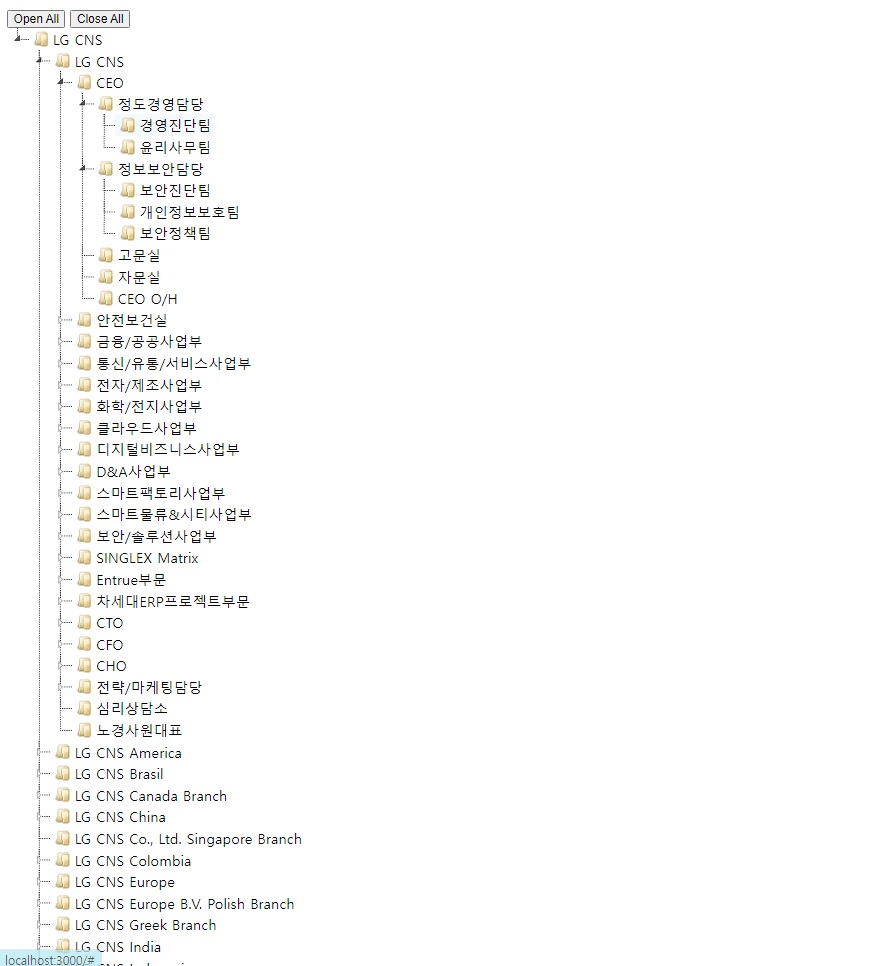 Open All Close All
LG CNS
LG CNS
CEO
정도경영담당
경영진단팀
윤리사무팀
정보보안담당
보안진단팀
개인정보보호팀
보안정책팀
고문실
자문실
CEO O/H
안전보건실
금융/공공사업부
통신/유통/서비스사업부
전자/제조사업부
화학/전지사업부
클라우드사업부
디지털비즈니스사업부
D&A사업부
스마트팩토리사업부
스마트물류&시티사업부
보안/솔루션사업부
SINGLEX Matrix
Entrue부문
차세대ERP프로젝트부문
CTO
CFO
CHO
전략/마케팅담당
심리상담소
노경사원대표
LG CNS America
LG CNS Brasil
LG CNS Canada Branch
LG CNS China
LG CNS Co., Ltd. Singapore Branch
LG CNS Colombia
LG CNS Europe
LG CNS Europe B.V. Polish Branch
LG CNS Greek Branch
LG CNS India
localhost:3000/#